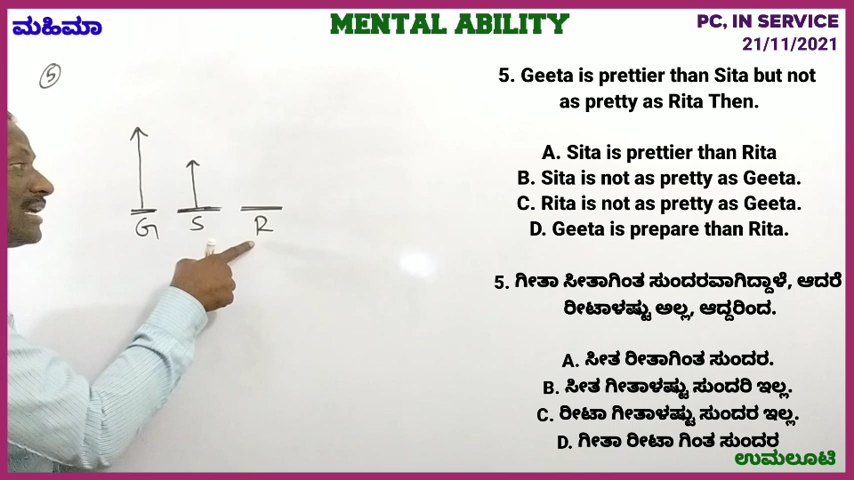 ಮಹಿಮಾ
MENTAL ABILITY
PC, IN SERVICE
21/11/2021
5
G S R
5. Geeta is prettier than Sita but not
as pretty as Rita Then.
A. Sita is prettier than Rita
B. Sita is not as pretty as Geeta.
C. Rita is not as pretty as Geeta.
D. Geeta is prepare than Rita.
5. ಗೀತಾ ಸೀತಾಗಿಂತ ಸುಂದರವಾಗಿದ್ದಾಳೆ, ಆದರೆ
ರೀಟಾಳಷ್ಟು ಅಲ್ಲ, ಆದ್ದರಿಂದ.
A. ಸೀತ ರೀತಾಗಿಂತ ಸುಂದರ.
B. ಸೀತ ಗೀತಾಳಷ್ಟು ಸುಂದರಿ ಇಲ್ಲ.
C. ರೀಟಾ ಗೀತಾಳಷ್ಟು ಸುಂದರ ಇಲ್ಲ.
D. ಗೀತಾ ರೀಟಾ ಗಿಂತ ಸುಂದರ
ಉಮಲೂಟಿ